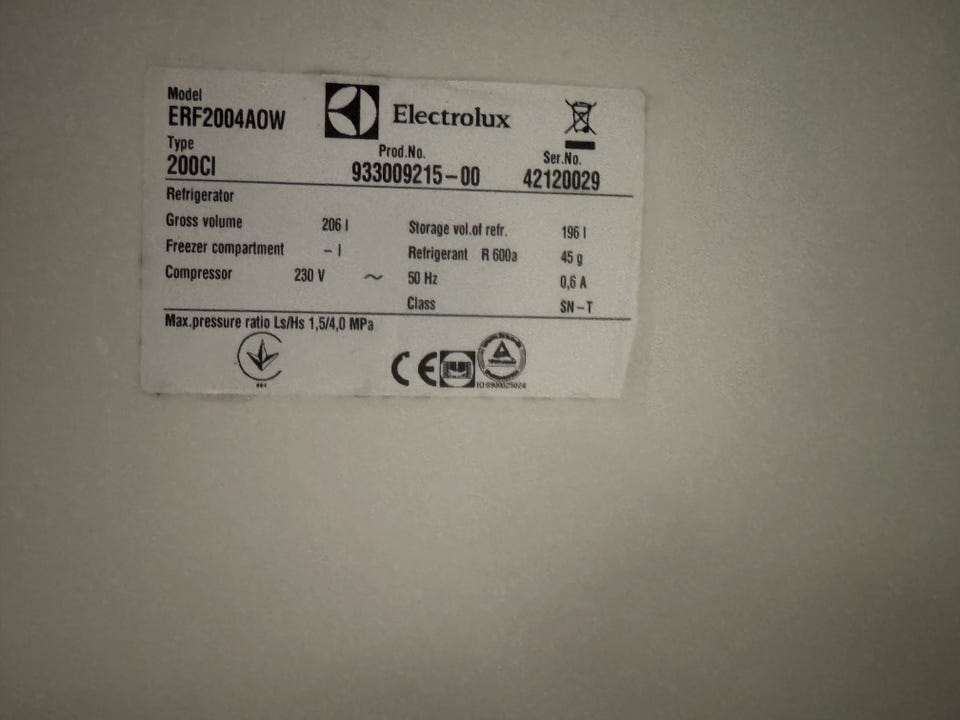 Model
ERF2004AOW
Electrolux
Type
200CI
Prod.No.
933009215-00
Ser.No.
42120029
Refrigerator
Gross volume 206 l Storage vol.of refr. 196 l
Freezer compartment - l Refrigerant R 600a 45 g
Compressor 230 V ~ 50 Hz 0,6 A
Class SN-T
Max.pressure ratio Ls/Hs 1,5/4,0 MPa
CE